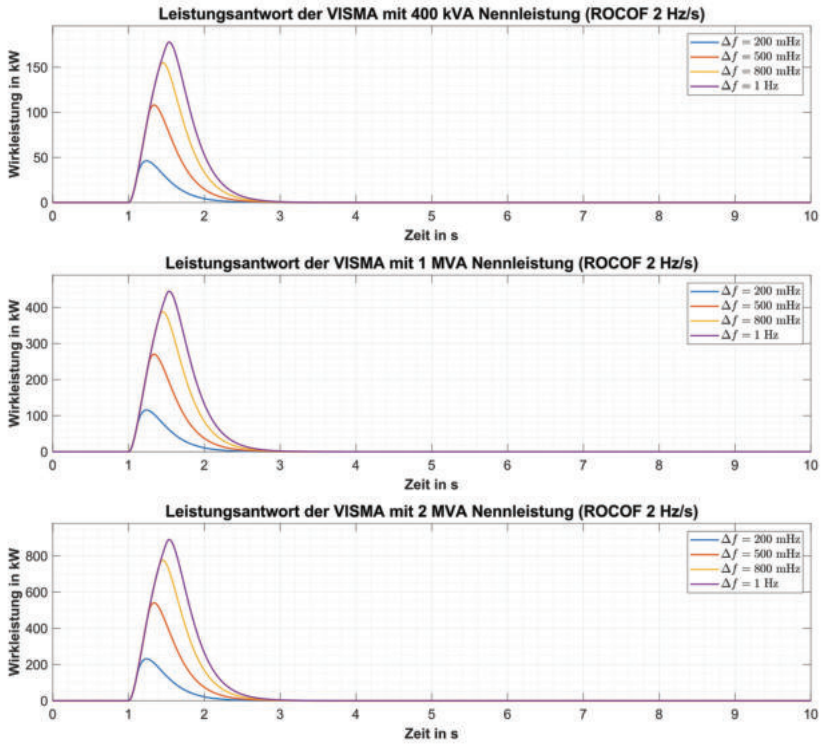 Leistungsantwort der VISMA mit 400 kVA Nennleistung (ROCOF 2 Hz/s)
Wirkleistung in kW
150
100
50
0
Δf = 200 mHz
Δf = 500 mHz
Δf = 800 mHz
Δf = 1 Hz
0 1 2 3 4 5 6 7 8 9 10
Zeit in s
Leistungsantwort der VISMA mit 1 MVA Nennleistung (ROCOF 2 Hz/s)
Wirkleistung in kW
400
300
200
100
0
Δf = 200 mHz
Δf = 500 mHz
Δf = 800 mHz
Δf = 1 Hz
0 1 2 3 4 5 6 7 8 9 10
Zeit in s
Leistungsantwort der VISMA mit 2 MVA Nennleistung (ROCOF 2 Hz/s)
Wirkleistung in kW
800
600
400
200
0
Δf = 200 mHz
Δf = 500 mHz
Δf = 800 mHz
Δf = 1 Hz
0 1 2 3 4 5 6 7 8 9 10
Zeit in s